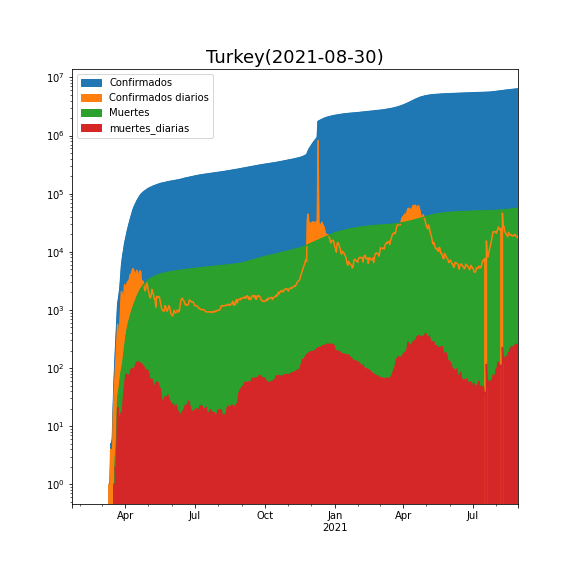 Turkey(2021-08-30)
Confirmados
Confirmados diarios
Muertes
muertes_diarias
10⁷
10⁶
10⁵
10⁴
10³
10²
10¹
10⁰
Apr Jul Oct Jan Apr Jul
2021